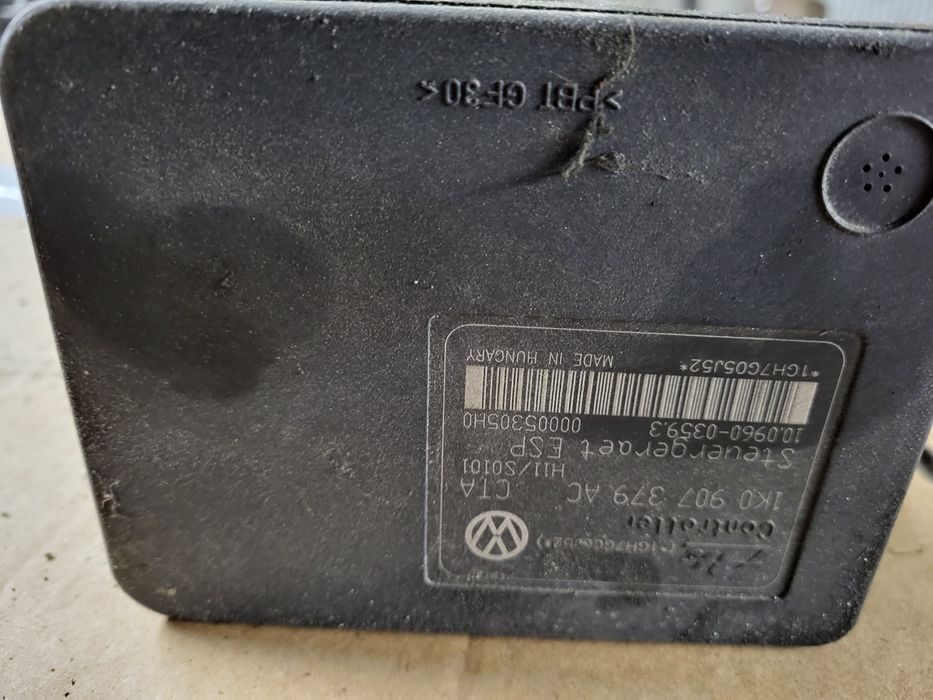 >PBT GF30<
(*1GH7G05J52*)
Controller
1K0 907 379 AC CTA
H11/S0101
Steuergeraet ESP
10.0960-0359.3 00005305H0
*1GH7G05J52* MADE IN HUNGARY